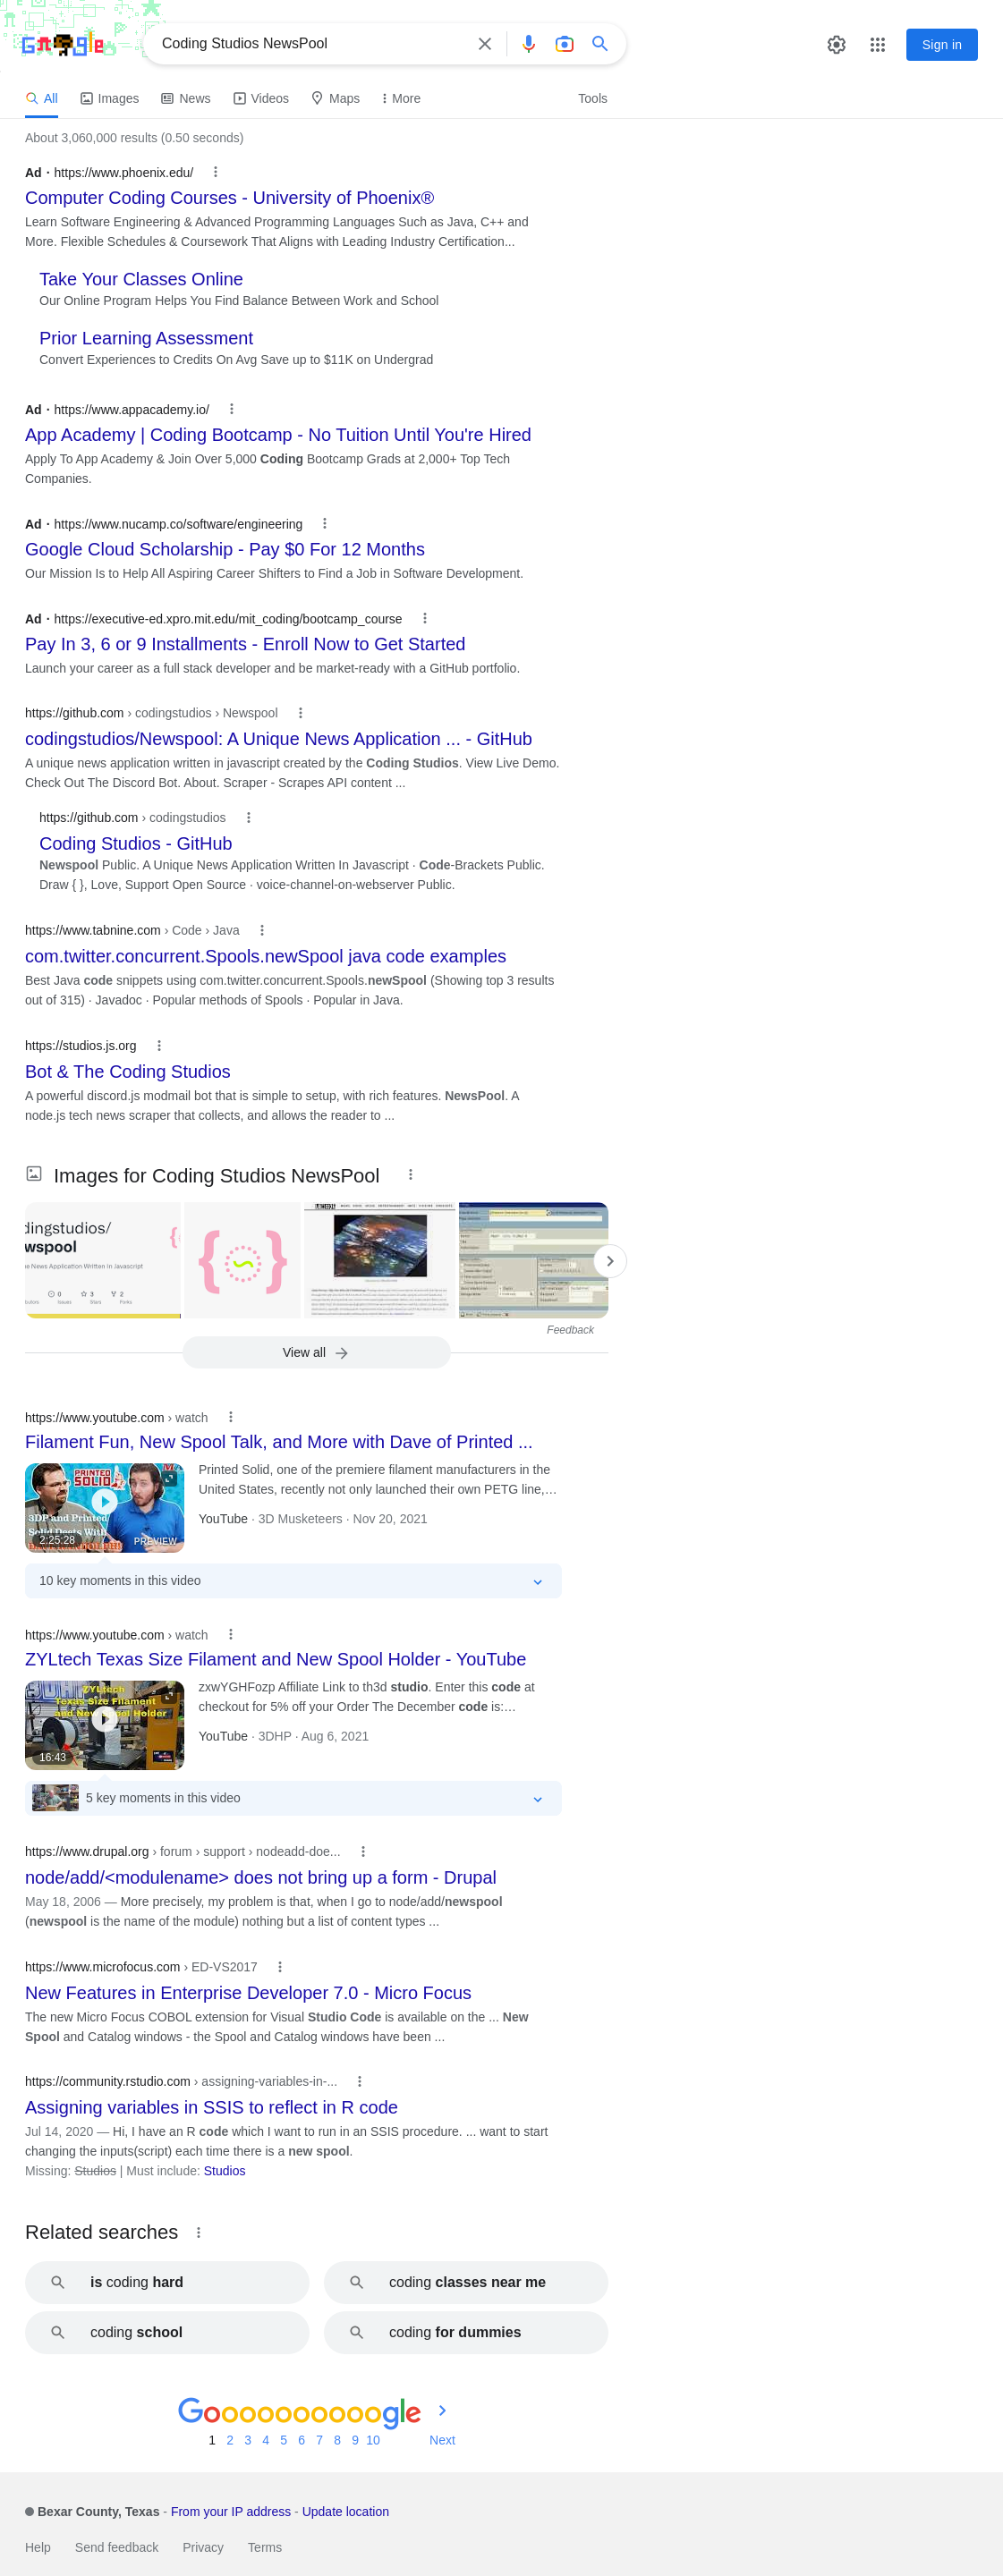 Google
Coding Studios NewsPool
Sign in
All
Images
News
Videos
Maps
More
Tools
About 3,060,000 results (0.50 seconds)
Ad · https://www.phoenix.edu/
Computer Coding Courses - University of Phoenix®
Learn Software Engineering & Advanced Programming Languages Such as Java, C++ and
More. Flexible Schedules & Coursework That Aligns with Leading Industry Certification...
Take Your Classes Online
Our Online Program Helps You Find Balance Between Work and School
Prior Learning Assessment
Convert Experiences to Credits On Avg Save up to $11K on Undergrad
Ad · https://www.appacademy.io/
App Academy | Coding Bootcamp - No Tuition Until You're Hired
Apply To App Academy & Join Over 5,000 Coding Bootcamp Grads at 2,000+ Top Tech
Companies.
Ad · https://www.nucamp.co/software/engineering
Google Cloud Scholarship - Pay $0 For 12 Months
Our Mission Is to Help All Aspiring Career Shifters to Find a Job in Software Development.
Ad · https://executive-ed.xpro.mit.edu/mit_coding/bootcamp_course
Pay In 3, 6 or 9 Installments - Enroll Now to Get Started
Launch your career as a full stack developer and be market-ready with a GitHub portfolio.
https://github.com › codingstudios › Newspool
codingstudios/Newspool: A Unique News Application ... - GitHub
A unique news application written in javascript created by the Coding Studios. View Live Demo.
Check Out The Discord Bot. About. Scraper - Scrapes API content ...
https://github.com › codingstudios
Coding Studios - GitHub
Newspool Public. A Unique News Application Written In Javascript · Code-Brackets Public.
Draw { }, Love, Support Open Source · voice-channel-on-webserver Public.
https://www.tabnine.com › Code › Java
com.twitter.concurrent.Spools.newSpool java code examples
Best Java code snippets using com.twitter.concurrent.Spools.newSpool (Showing top 3 results
out of 315) · Javadoc · Popular methods of Spools · Popular in Java.
https://studios.js.org
Bot & The Coding Studios
A powerful discord.js modmail bot that is simple to setup, with rich features. NewsPool. A
node.js tech news scraper that collects, and allows the reader to ...
Images for Coding Studios NewsPool
dingstudios/
wspool
ue News Application Written In Javascript
0
3
2
Issues
Stars
Forks
Feedback
View all
https://www.youtube.com › watch
Filament Fun, New Spool Talk, and More with Dave of Printed ...
PRINTED
SOLID
3DP and Printed
Solid Deets With
2:25:28
PREVIEW
Printed Solid, one of the premiere filament manufacturers in the
United States, recently not only launched their own PETG line,...
YouTube · 3D Musketeers · Nov 20, 2021
10 key moments in this video
https://www.youtube.com › watch
ZYLtech Texas Size Filament and New Spool Holder - YouTube
ZYLtech
Texas Size Filament
and New Spool Holder
16:43
zxwYGHFozp Affiliate Link to th3d studio. Enter this code at
checkout for 5% off your Order The December code is:...
YouTube · 3DHP · Aug 6, 2021
5 key moments in this video
https://www.drupal.org › forum › support › nodeadd-doe...
node/add/<modulename> does not bring up a form - Drupal
May 18, 2006 — More precisely, my problem is that, when I go to node/add/newspool
(newspool is the name of the module) nothing but a list of content types ...
https://www.microfocus.com › ED-VS2017
New Features in Enterprise Developer 7.0 - Micro Focus
The new Micro Focus COBOL extension for Visual Studio Code is available on the ... New
Spool and Catalog windows - the Spool and Catalog windows have been ...
https://community.rstudio.com › assigning-variables-in-...
Assigning variables in SSIS to reflect in R code
Jul 14, 2020 — Hi, I have an R code which I want to run in an SSIS procedure. ... want to start
changing the inputs(script) each time there is a new spool.
Missing: Studios | Must include: Studios
Related searches
is coding hard
coding classes near me
coding school
coding for dummies
Goooooooooogle
1 2 3 4 5 6 7 8 9 10 Next
Bexar County, Texas - From your IP address - Update location
Help Send feedback Privacy Terms